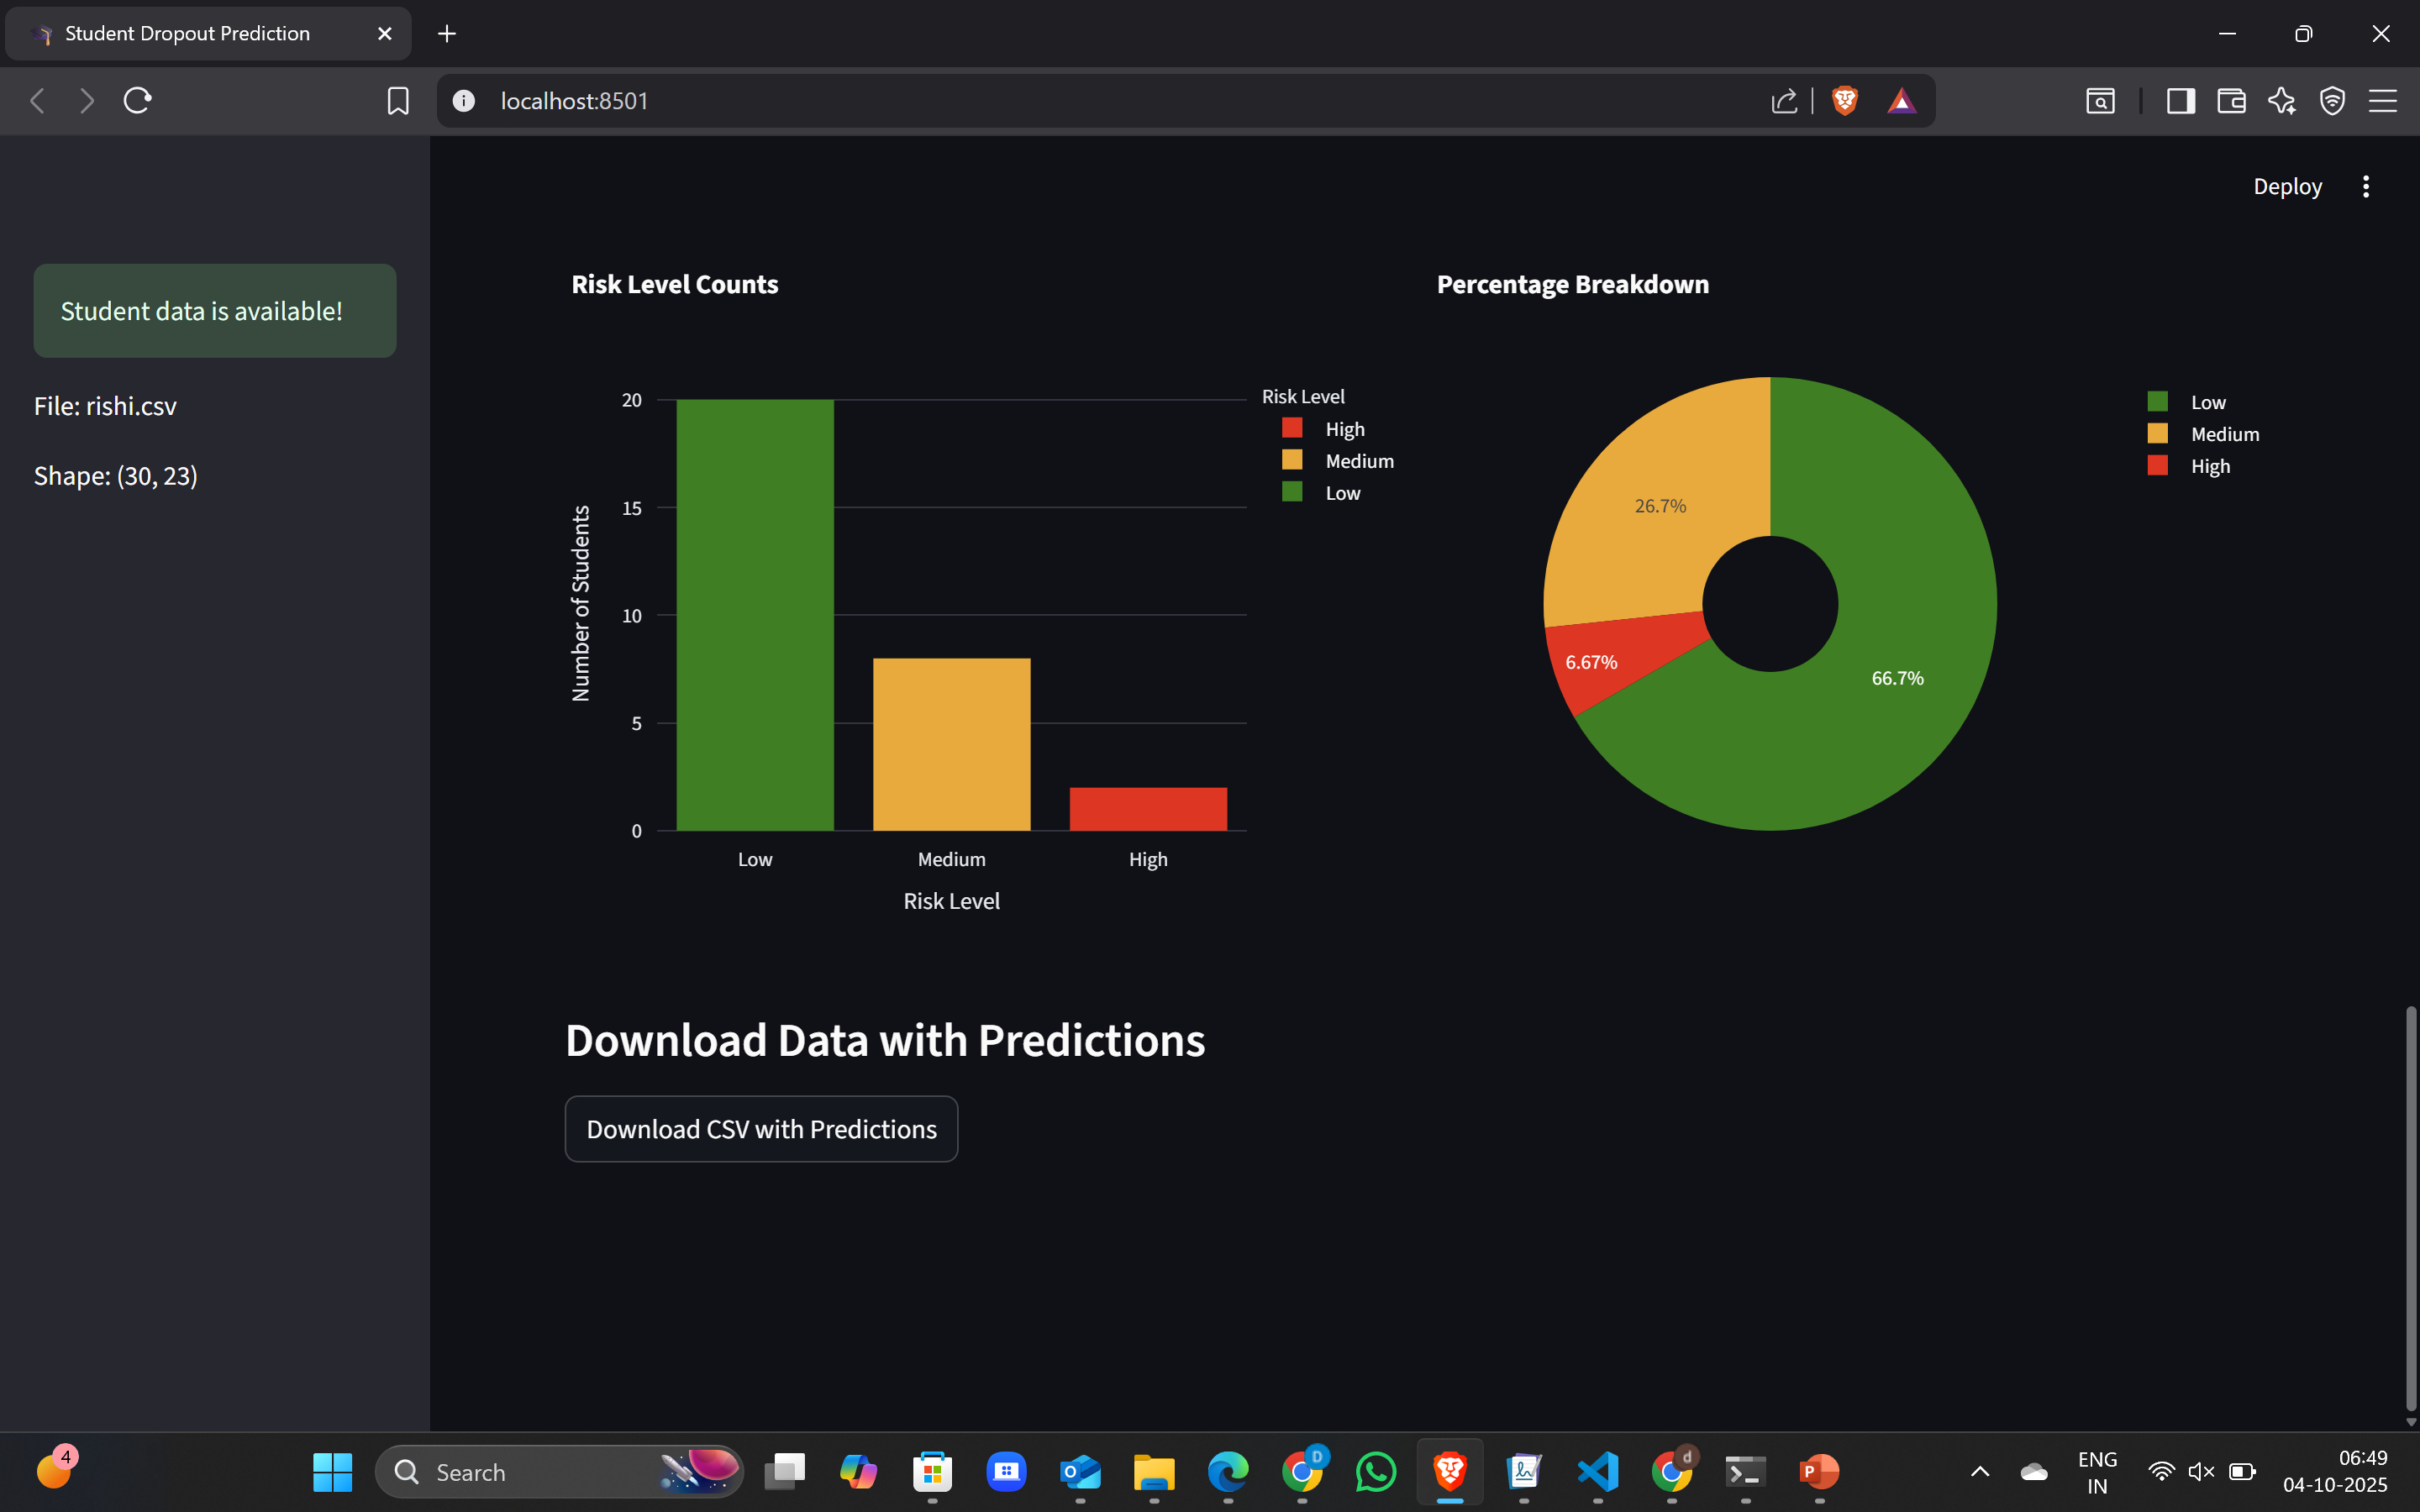 Student Dropout Prediction
localhost:8501
Deploy
Student data is available!
File: rishi.csv
Shape: (30, 23)
Risk Level Counts
20
15
10
5
0
Number of Students
Low
Medium
High
Risk Level
Risk Level
High
Medium
Low
Percentage Breakdown
26.7%
6.67%
66.7%
Low
Medium
High
Download Data with Predictions
Download CSV with Predictions
4
Search
O
D
d
P
ENG
IN
06:49
04-10-2025